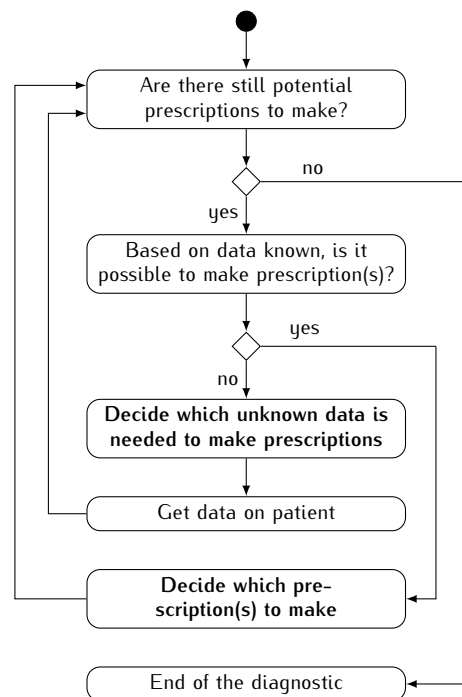 Are there still potential
prescriptions to make?
no
yes
Based on data known, is it
possible to make prescription(s)?
yes
no
Decide which unknown data is
needed to make prescriptions
Get data on patient
Decide which pre-
scription(s) to make
End of the diagnostic